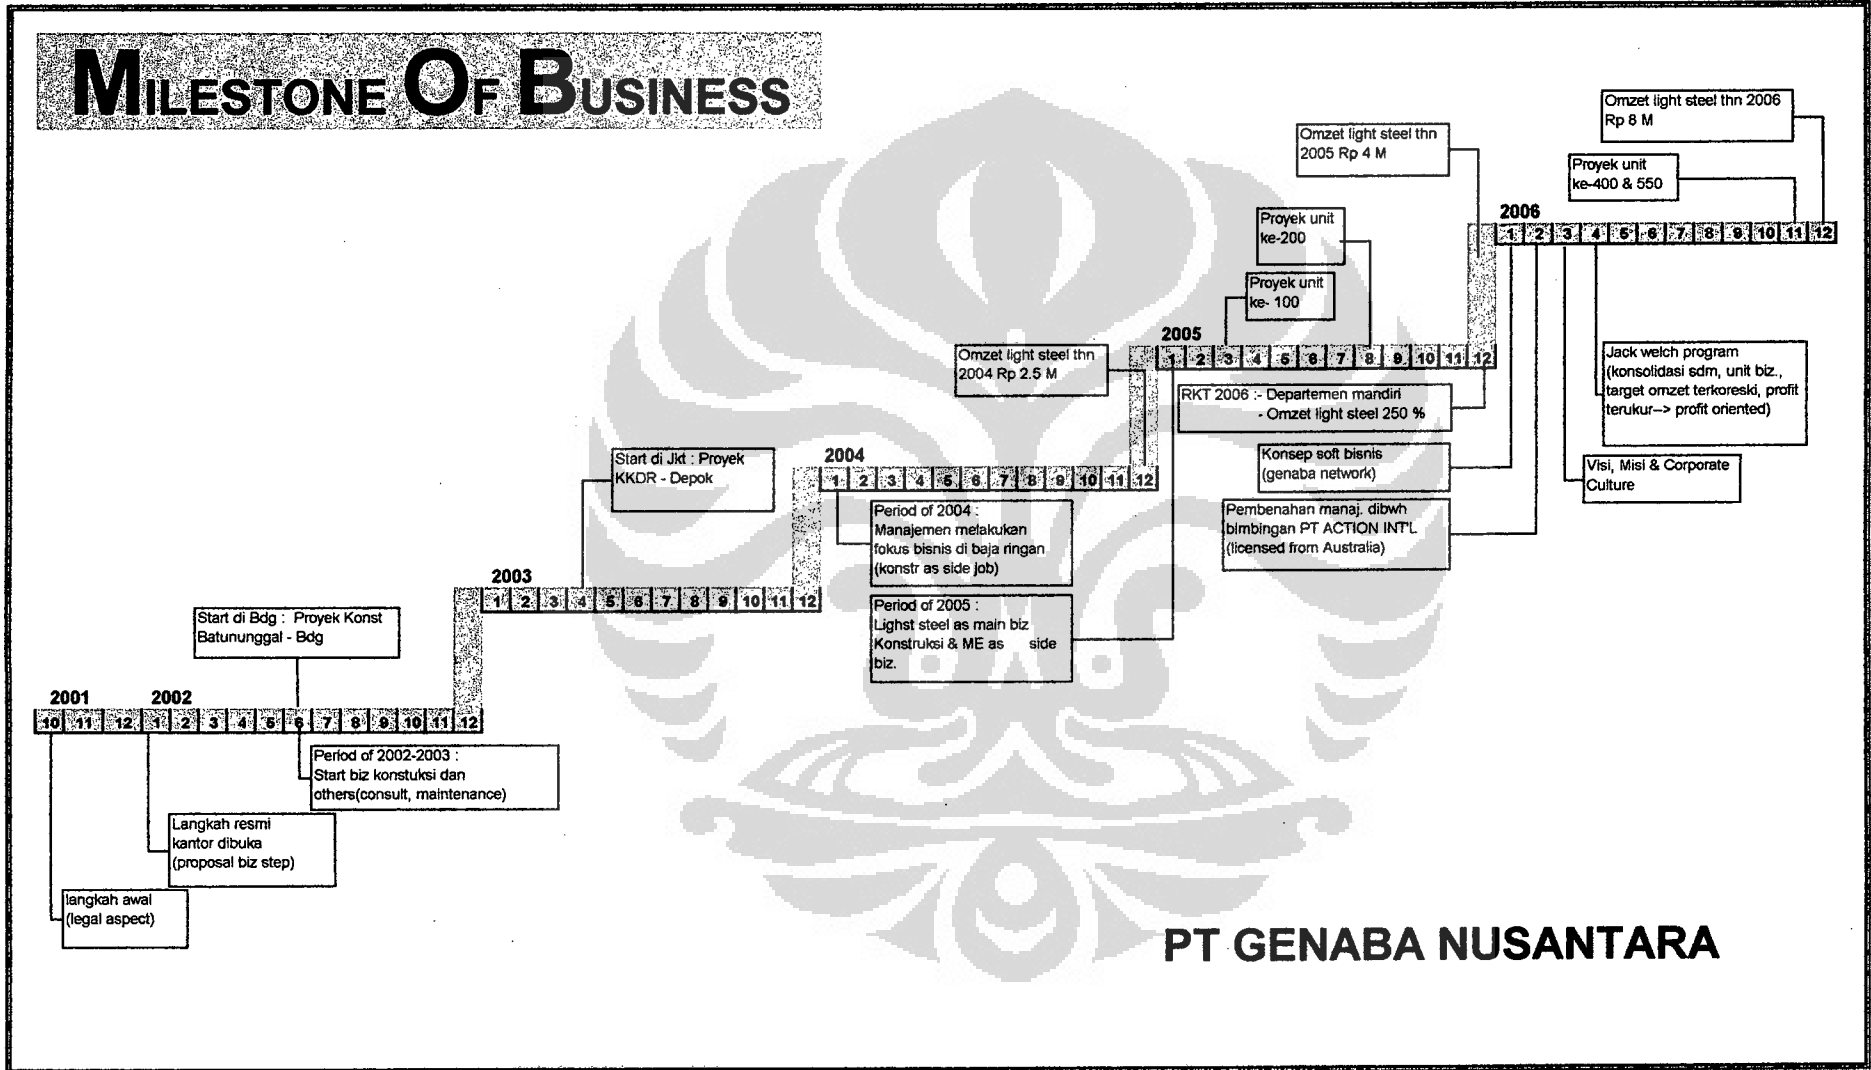 MILESTONE OF BUSINESS
Omzet light steel thn 2006
Rp 8 M
Omzet light steel thn
2005 Rp 4 M
Proyek unit
ke-400 & 550
2006
1 2 3 4 5 6 7 8 9 10 11 12
Proyek unit
ke-200
Proyek unit
ke- 100
2005
1 2 3 4 5 6 7 8 9 10 11 12
Omzet light steel thn
2004 Rp 2.5 M
Jack welch program
(konsolidasi sdm, unit biz.,
target omzet terkoreski, profit
terukur--> profit oriented)
RKT 2006 :- Departemen mandiri
- Omzet light steel 250 %
Konsep soft bisnis
(genaba network)
Visi, Misi & Corporate
Culture
Pembenahan manaj. dibwh
bimbingan PT ACTION INT'L
(licensed from Australia)
Start di Jkt : Proyek
KKDR - Depok
2004
1 2 3 4 5 6 7 8 9 10 11 12
Period of 2004 :
Manajemen melakukan
fokus bisnis di baja ringan
(konstr as side job)
2003
1 2 3 4 5 6 7 8 9 10 11 12
Period of 2005 :
Lighst steel as main biz
Konstruksi & ME as side
biz.
Start di Bdg : Proyek Konst
Batununggal - Bdg
2001 2002
10 11 12 1 2 3 4 5 6 7 8 9 10 11 12
Period of 2002-2003 :
Start biz konstuksi dan
others(consult, maintenance)
Langkah resmi
kantor dibuka
(proposal biz step)
langkah awal
(legal aspect)
PT GENABA NUSANTARA